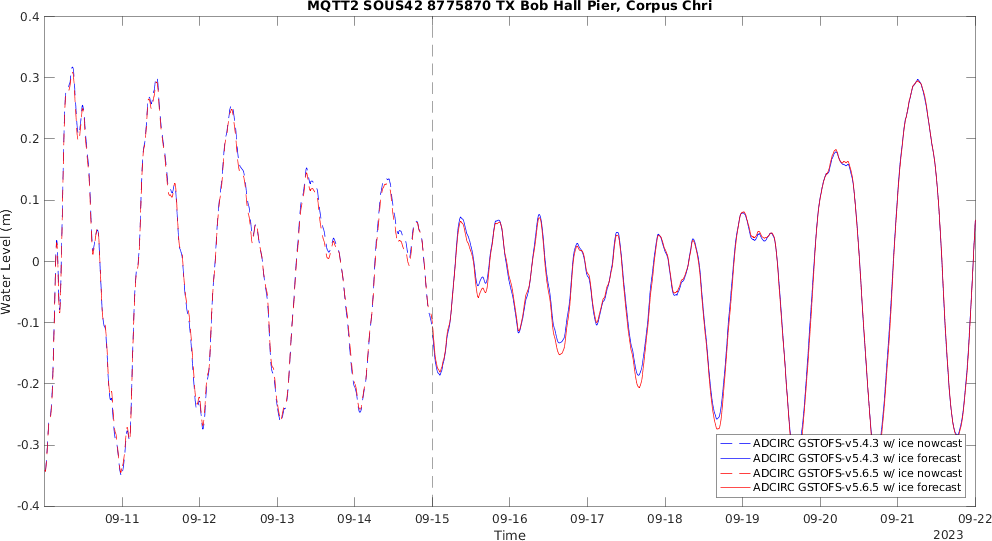 MQTT2 SOUS42 8775870 TX Bob Hall Pier, Corpus Chri
0.4
0.3
0.2
0.1
0
-0.1
-0.2
-0.3
-0.4
Water Level (m)
ADCIRC GSTOFS-v5.4.3 w/ ice nowcast
ADCIRC GSTOFS-v5.4.3 w/ ice forecast
ADCIRC GSTOFS-v5.6.5 w/ ice nowcast
ADCIRC GSTOFS-v5.6.5 w/ ice forecast
09-11 09-12 09-13 09-14 09-15 09-16 09-17 09-18 09-19 09-20 09-21 09-22
Time
2023